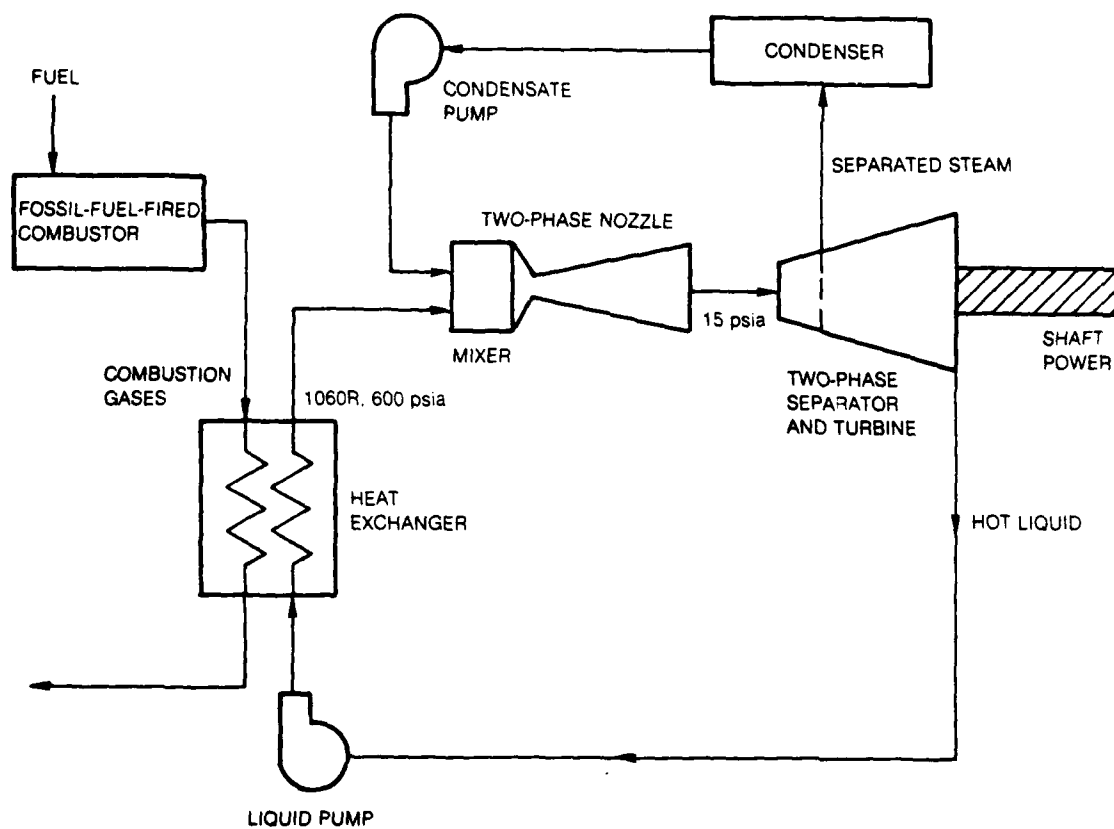 FUEL
FOSSIL-FUEL-FIRED
COMBUSTOR
CONDENSATE
PUMP
CONDENSER
SEPARATED STEAM
TWO-PHASE NOZZLE
MIXER
15 psia
SHAFT
POWER
TWO-PHASE
SEPARATOR
AND TURBINE
COMBUSTION
GASES
1060R, 600 psia
HEAT
EXCHANGER
HOT LIQUID
LIQUID PUMP